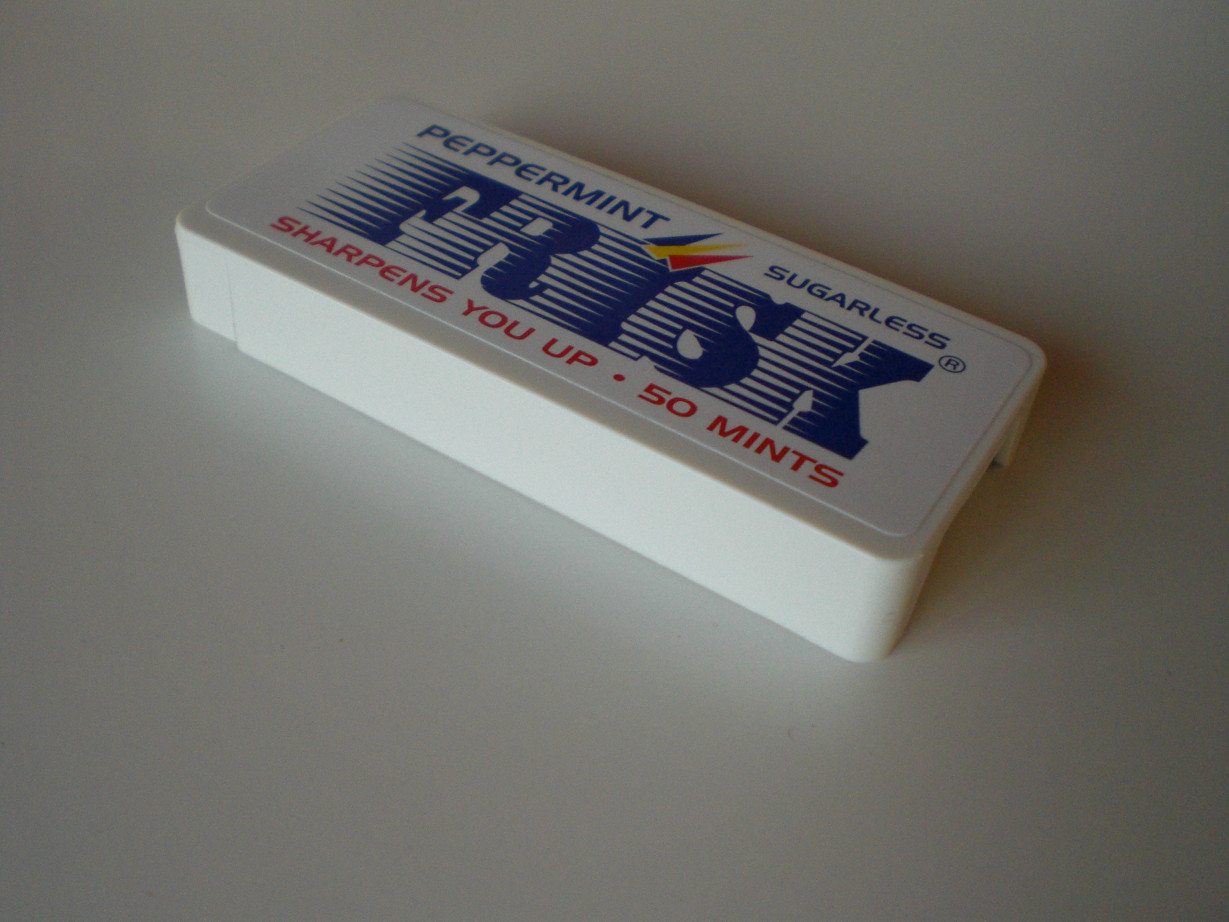 PEPPERMINT
SUGARLESS
FRISK®
SHARPENS YOU UP • 50 MINTS